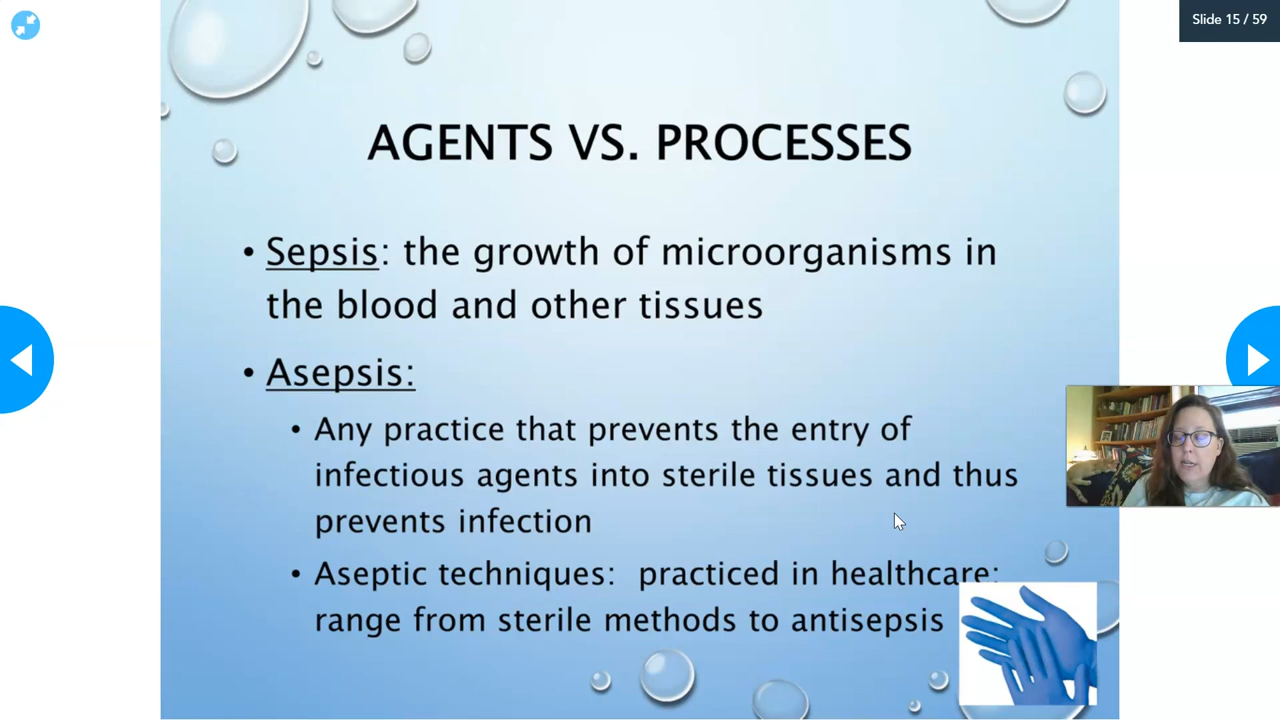 Slide 15 / 59
AGENTS VS. PROCESSES
• Sepsis: the growth of microorganisms in
the blood and other tissues
• Asepsis:
• Any practice that prevents the entry of
infectious agents into sterile tissues and thus
prevents infection
• Aseptic techniques: practiced in healthcare;
range from sterile methods to antisepsis